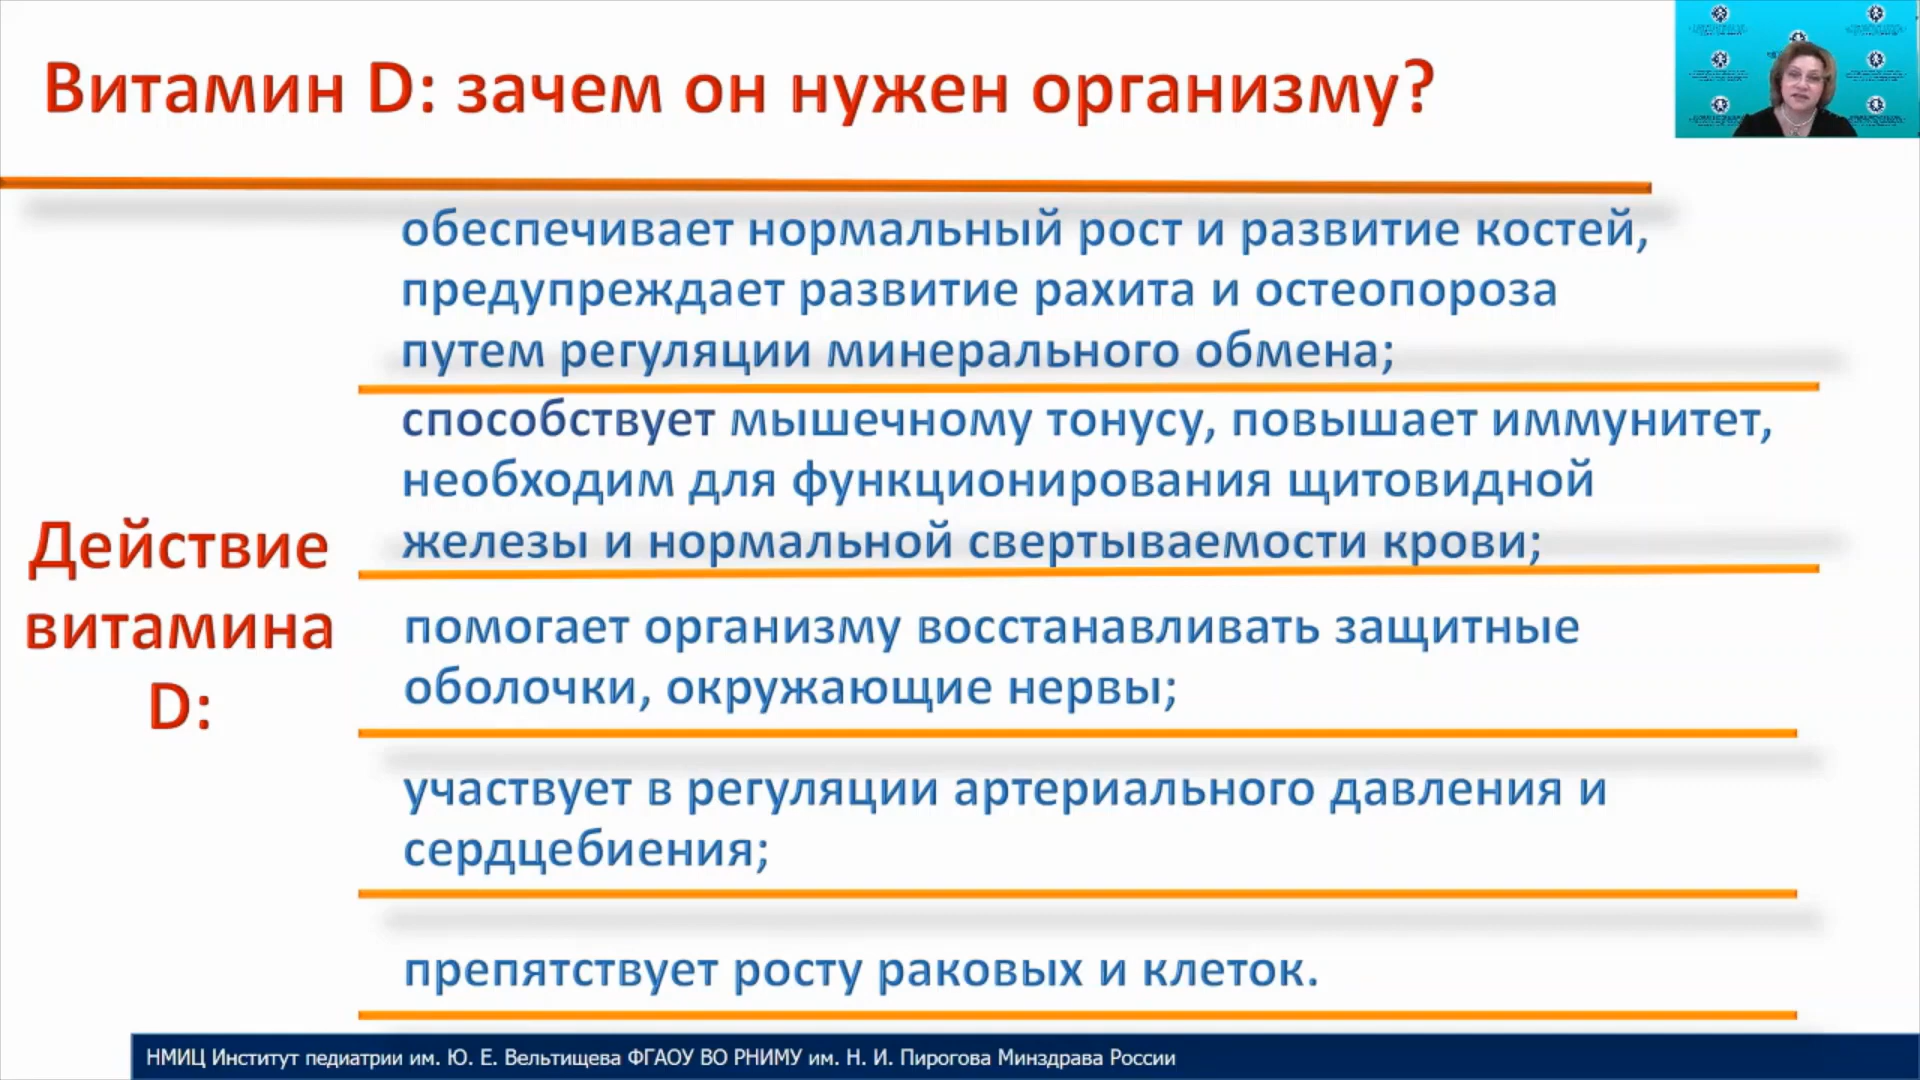 Витамин D: зачем он нужен организму?
обеспечивает нормальный рост и развитие костей,
предупреждает развитие рахита и остеопороза
путем регуляции минерального обмена;
способствует мышечному тонусу, повышает иммунитет,
необходим для функционирования щитовидной
железы и нормальной свертываемости крови;
Действие
витамина
D:
помогает организму восстанавливать защитные
оболочки, окружающие нервы;
участвует в регуляции артериального давления и
сердцебиения;
препятствует росту раковых и клеток.
НМИЦ Институт педиатрии им. Ю. Е. Вельтищева ФГАОУ ВО РНИМУ им. Н. И. Пирогова Минздрава России